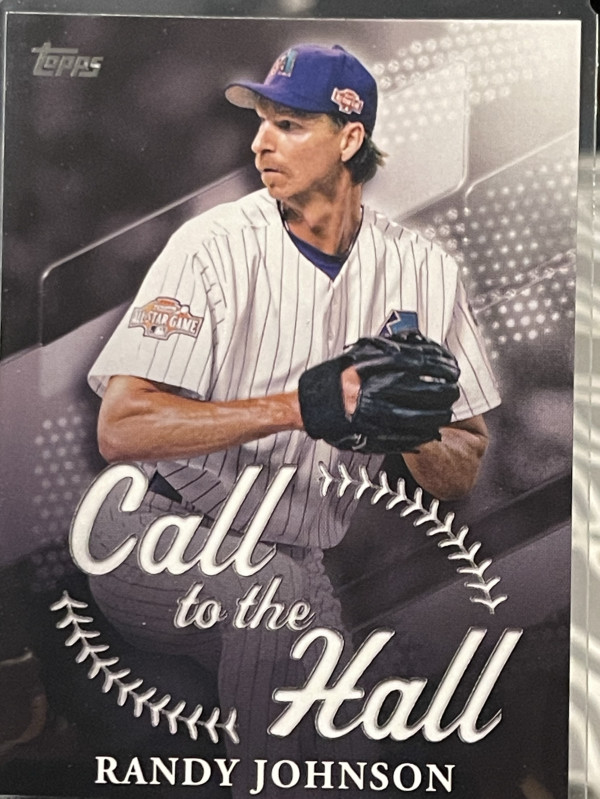 Topps
ALL-STAR GAME
Call
to the
Hall
RANDY JOHNSON